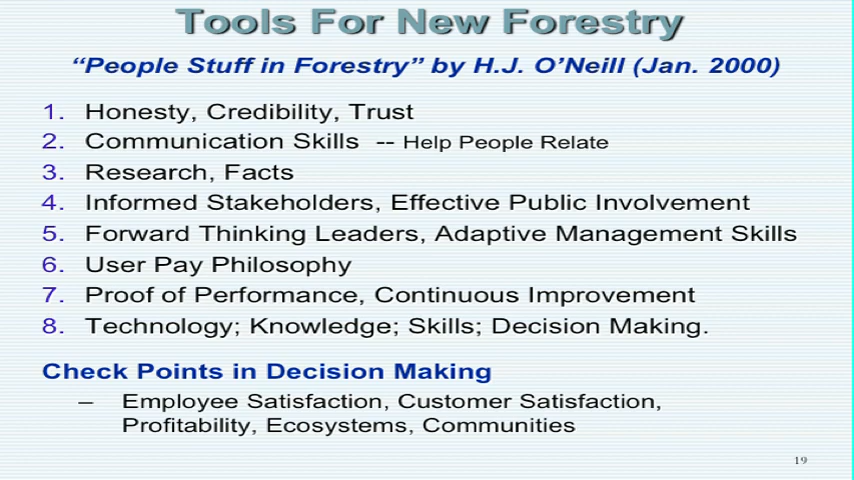 Tools For New Forestry
“People Stuff in Forestry” by H.J. O’Neill (Jan. 2000)
1. Honesty, Credibility, Trust
2. Communication Skills -- Help People Relate
3. Research, Facts
4. Informed Stakeholders, Effective Public Involvement
5. Forward Thinking Leaders, Adaptive Management Skills
6. User Pay Philosophy
7. Proof of Performance, Continuous Improvement
8. Technology; Knowledge; Skills; Decision Making.
Check Points in Decision Making
– Employee Satisfaction, Customer Satisfaction,
Profitability, Ecosystems, Communities
19